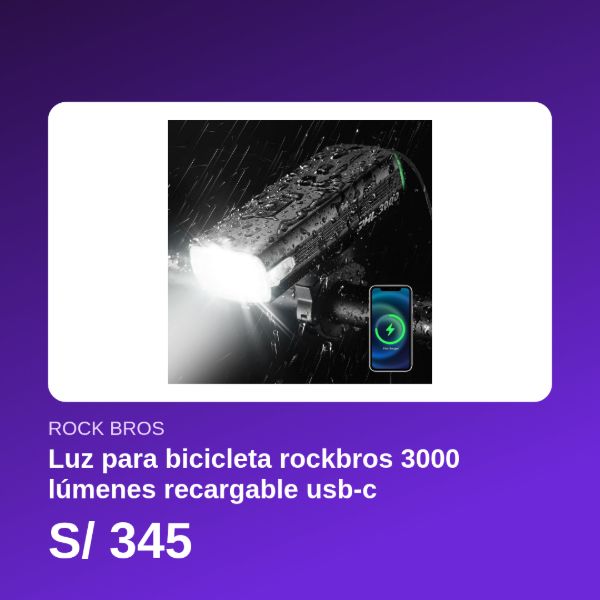 ROCK BROS
Luz para bicicleta rockbros 3000
lúmenes recargable usb-c
S/ 345